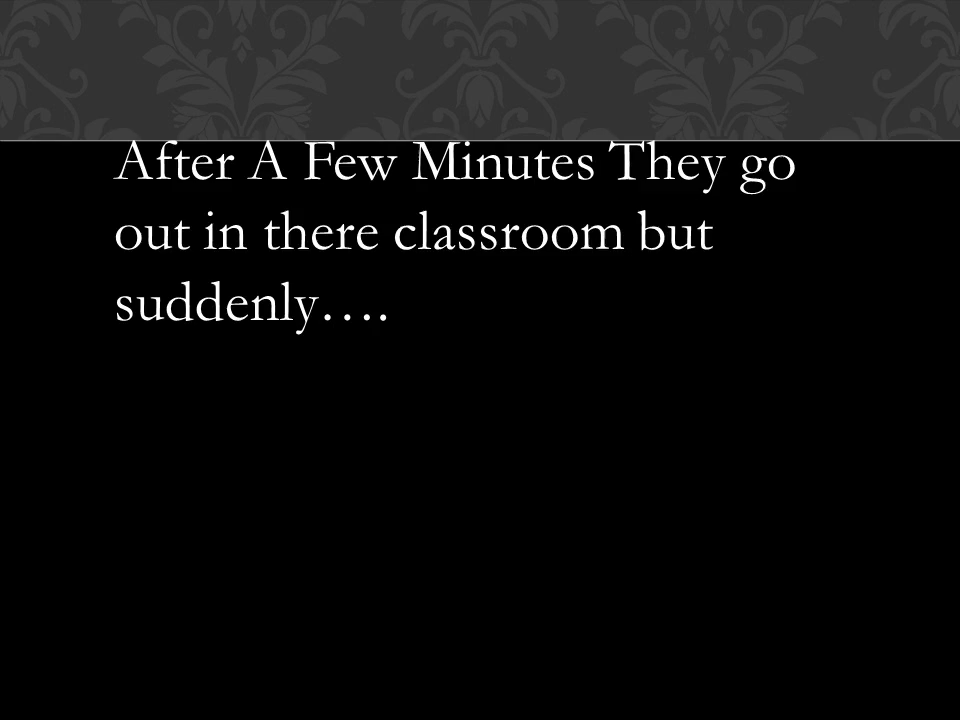 After A Few Minutes They go
out in there classroom but
suddenly….